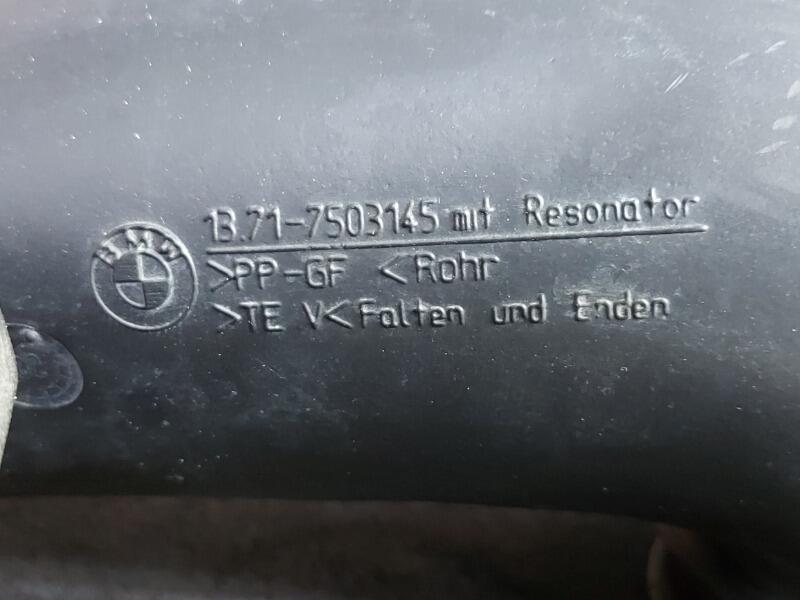 BMW
13.71-7503145 mit Resonator
>PP-GF <Rohr
>TE V<Falten und Enden